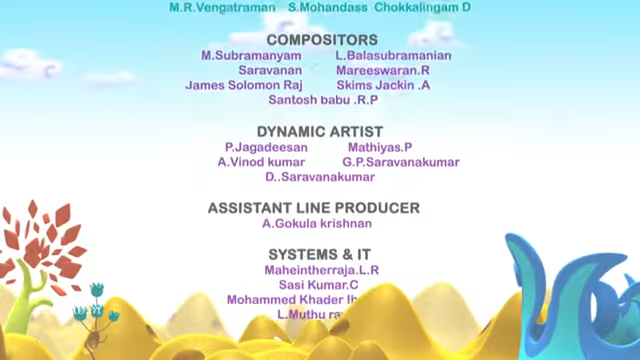 M.R.Vengatraman S.Mohandass Chokkalingam D
COMPOSITORS
M.Subramanyam L.Balasubramanian
Saravanan Mareeswaran.R
James Solomon Raj Skims Jackin .A
Santosh babu .R.P
DYNAMIC ARTIST
P.Jagadeesan Mathiyas.P
A.Vinod kumar G.P.Saravanakumar
D..Saravanakumar
ASSISTANT LINE PRODUCER
A.Gokula krishnan
SYSTEMS & IT
Maheintherraja.L.R
Sasi Kumar.C
Mohammed Khader
L.Muthu